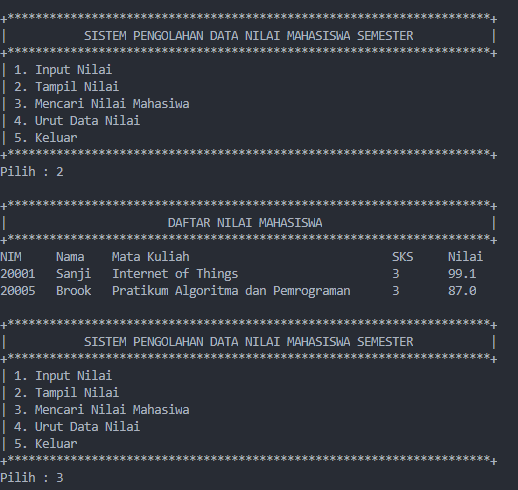 +*********************************************************************+
|           SISTEM PENGOLAHAN DATA NILAI MAHASISWA SEMESTER           |
+*********************************************************************+
| 1. Input Nilai
| 2. Tampil Nilai
| 3. Mencari Nilai Mahasiwa
| 4. Urut Data Nilai
| 5. Keluar
+*********************************************************************+
Pilih : 2
+*********************************************************************+
|                       DAFTAR NILAI MAHASISWA                        |
+*********************************************************************+
NIM     Nama    Mata Kuliah                             SKS     Nilai
20001   Sanji   Internet of Things                      3       99.1
20005   Brook   Pratikum Algoritma dan Pemrograman      3       87.0
+*********************************************************************+
|           SISTEM PENGOLAHAN DATA NILAI MAHASISWA SEMESTER           |
+*********************************************************************+
| 1. Input Nilai
| 2. Tampil Nilai
| 3. Mencari Nilai Mahasiwa
| 4. Urut Data Nilai
| 5. Keluar
+*********************************************************************+
Pilih : 3